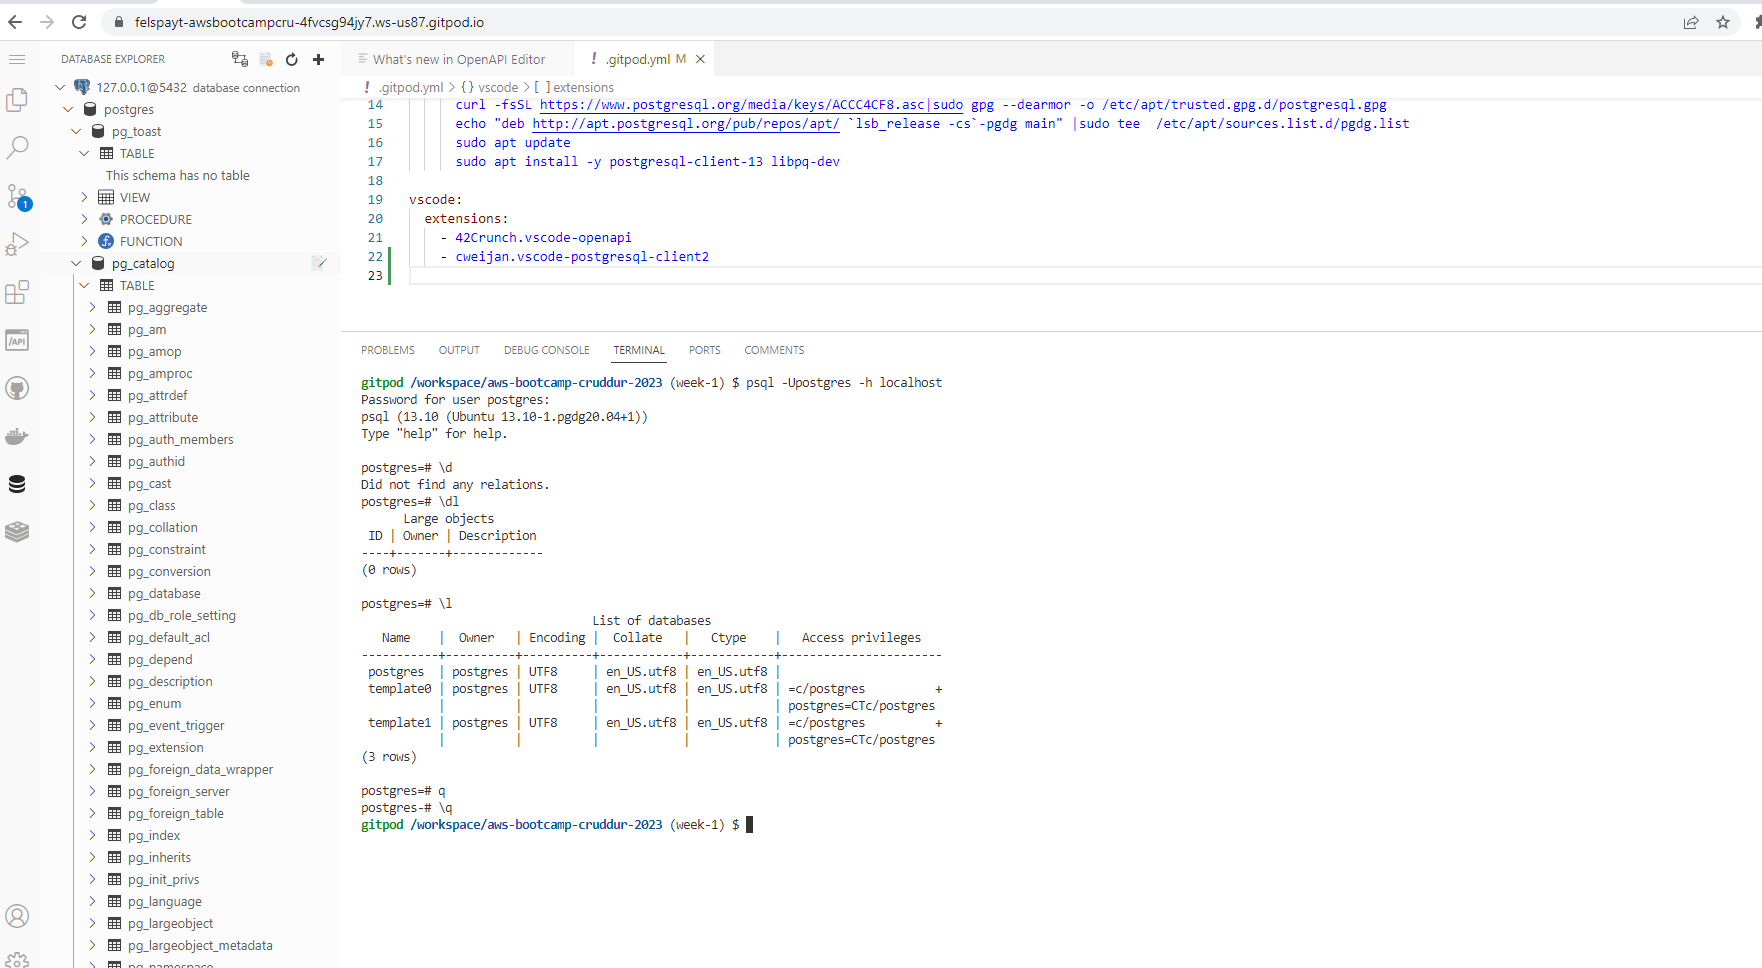 felspayt-awsbootcampcru-4fvcsg94jy7.ws-us87.gitpod.io
DATABASE EXPLORER
127.0.0.1@5432 database connection
postgres
pg_toast
TABLE
This schema has no table
VIEW
PROCEDURE
FUNCTION
pg_catalog
TABLE
pg_aggregate
pg_am
pg_amop
pg_amproc
pg_attrdef
pg_attribute
pg_auth_members
pg_authid
pg_cast
pg_class
pg_collation
pg_constraint
pg_conversion
pg_database
pg_db_role_setting
pg_default_acl
pg_depend
pg_description
pg_enum
pg_event_trigger
pg_extension
pg_foreign_data_wrapper
pg_foreign_server
pg_foreign_table
pg_index
pg_inherits
pg_init_privs
pg_language
pg_largeobject
pg_largeobject_metadata
pg_namespace
1
/API
What's new in OpenAPI Editor
! .gitpod.yml M
! .gitpod.yml > {} vscode > [ ] extensions
14 curl -fsSL https://www.postgresql.org/media/keys/ACCC4CF8.asc|sudo gpg --dearmor -o /etc/apt/trusted.gpg.d/postgresql.gpg
15 echo "deb http://apt.postgresql.org/pub/repos/apt/ `lsb_release -cs`-pgdg main" |sudo tee  /etc/apt/sources.list.d/pgdg.list
16 sudo apt update
17 sudo apt install -y postgresql-client-13 libpq-dev
18
19 vscode:
20 extensions:
21 - 42Crunch.vscode-openapi
22 - cweijan.vscode-postgresql-client2
23
PROBLEMS OUTPUT DEBUG CONSOLE TERMINAL PORTS COMMENTS
gitpod /workspace/aws-bootcamp-cruddur-2023 (week-1) $ psql -Upostgres -h localhost
Password for user postgres:
psql (13.10 (Ubuntu 13.10-1.pgdg20.04+1))
Type "help" for help.
postgres=# \d
Did not find any relations.
postgres=# \dl
Large objects
ID | Owner | Description
----+-------+-------------
(0 rows)
postgres=# \l
List of databases
Name | Owner | Encoding | Collate | Ctype | Access privileges
-----------+----------+----------+------------+------------+-----------------------
postgres | postgres | UTF8 | en_US.utf8 | en_US.utf8 |
template0 | postgres | UTF8 | en_US.utf8 | en_US.utf8 | =c/postgres +
| | | | | postgres=CTc/postgres
template1 | postgres | UTF8 | en_US.utf8 | en_US.utf8 | =c/postgres +
| | | | | postgres=CTc/postgres
(3 rows)
postgres=# q
postgres-# \q
gitpod /workspace/aws-bootcamp-cruddur-2023 (week-1) $